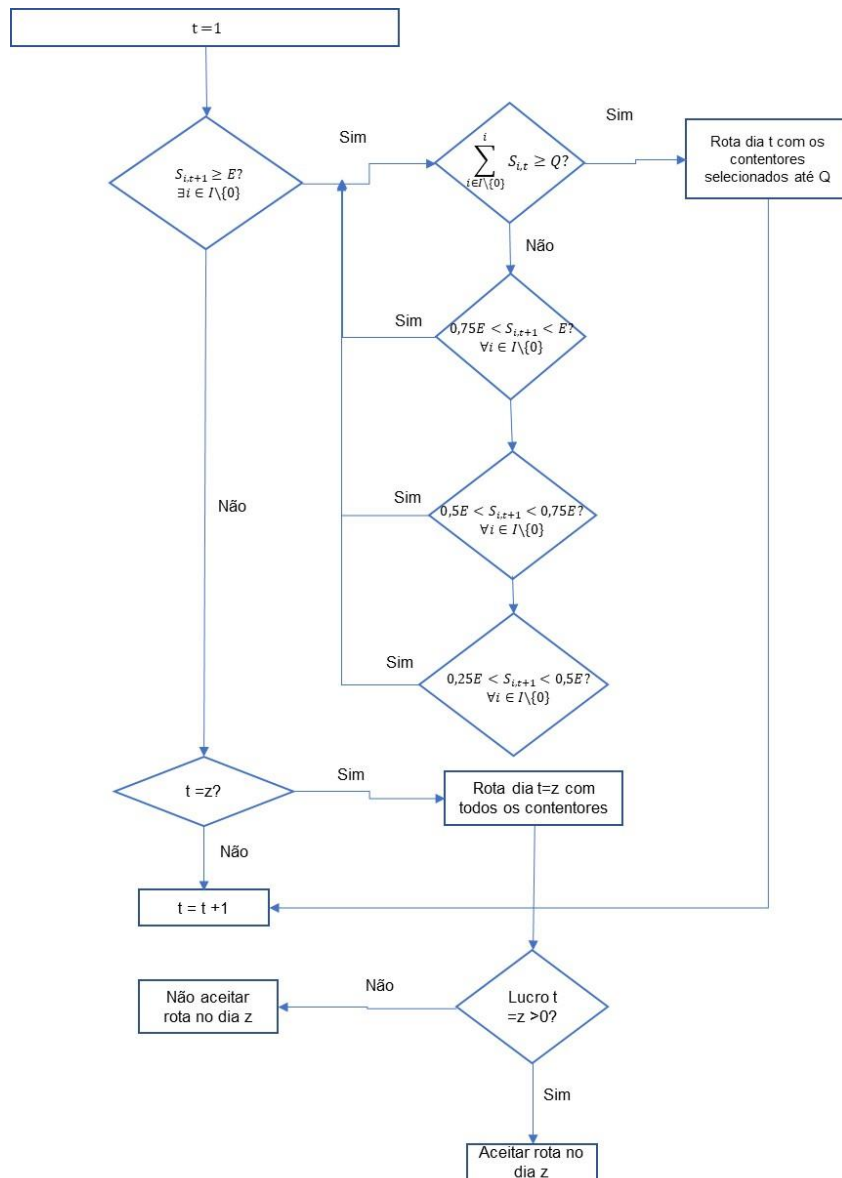 t =1
Sim
Sim
S_{i,t+1} ≥ E?
∃i ∈ I\{0}
i
∑ S_{i,t} ≥ Q?
i∈I\{0}
Rota dia t com os
contentores
selecionados até Q
Não
Sim
0,75E < S_{i,t+1} < E?
∀i ∈ I\{0}
Não
Sim
0,5E < S_{i,t+1} < 0,75E?
∀i ∈ I\{0}
Sim
0,25E < S_{i,t+1} < 0,5E?
∀i ∈ I\{0}
t =z?
Sim
Rota dia t=z com
todos os contentores
Não
t = t +1
Não aceitar
rota no dia z
Não
Lucro t
=z >0?
Sim
Aceitar rota no
dia z